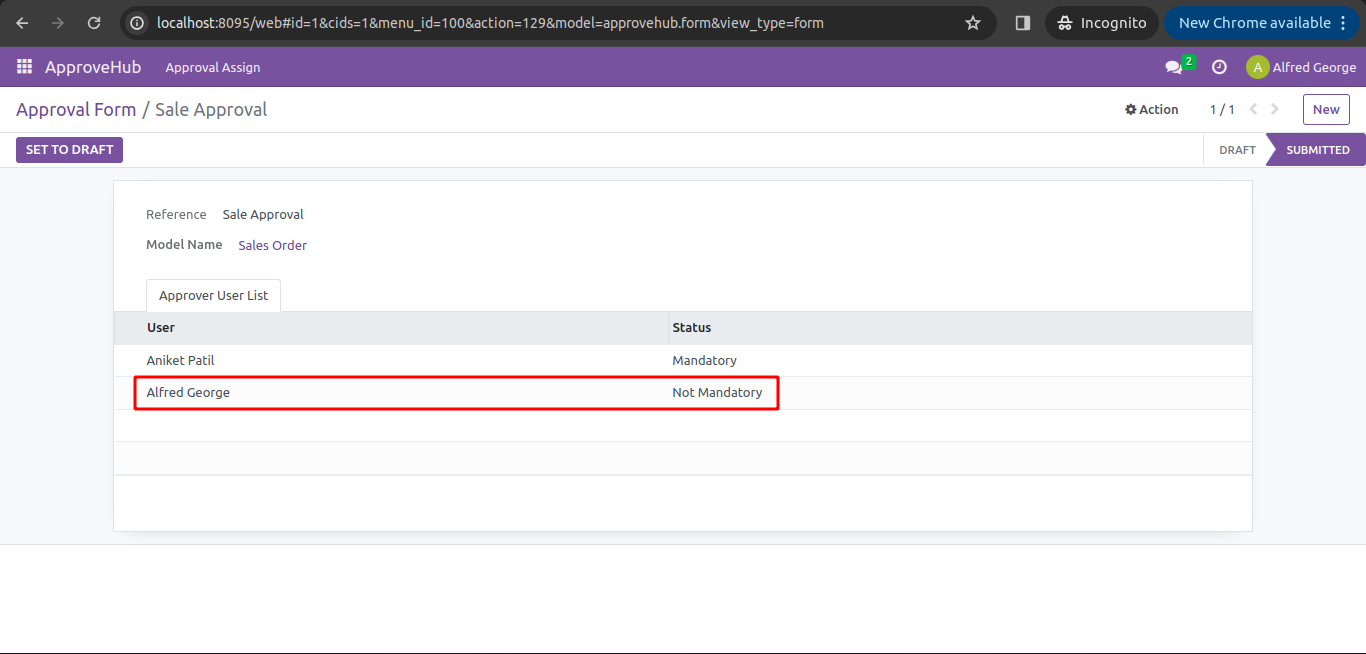 localhost:8095/web#id=1&cids=1&menu_id=100&action=129&model=approvehub.form&view_type=form Incognito New Chrome available
ApproveHub Approval Assign 2 A Alfred George
Approval Form / Sale Approval Action 1 / 1 New
SET TO DRAFT DRAFT SUBMITTED
Reference Sale Approval
Model Name Sales Order
Approver User List
User Status
Aniket Patil Mandatory
Alfred George Not Mandatory